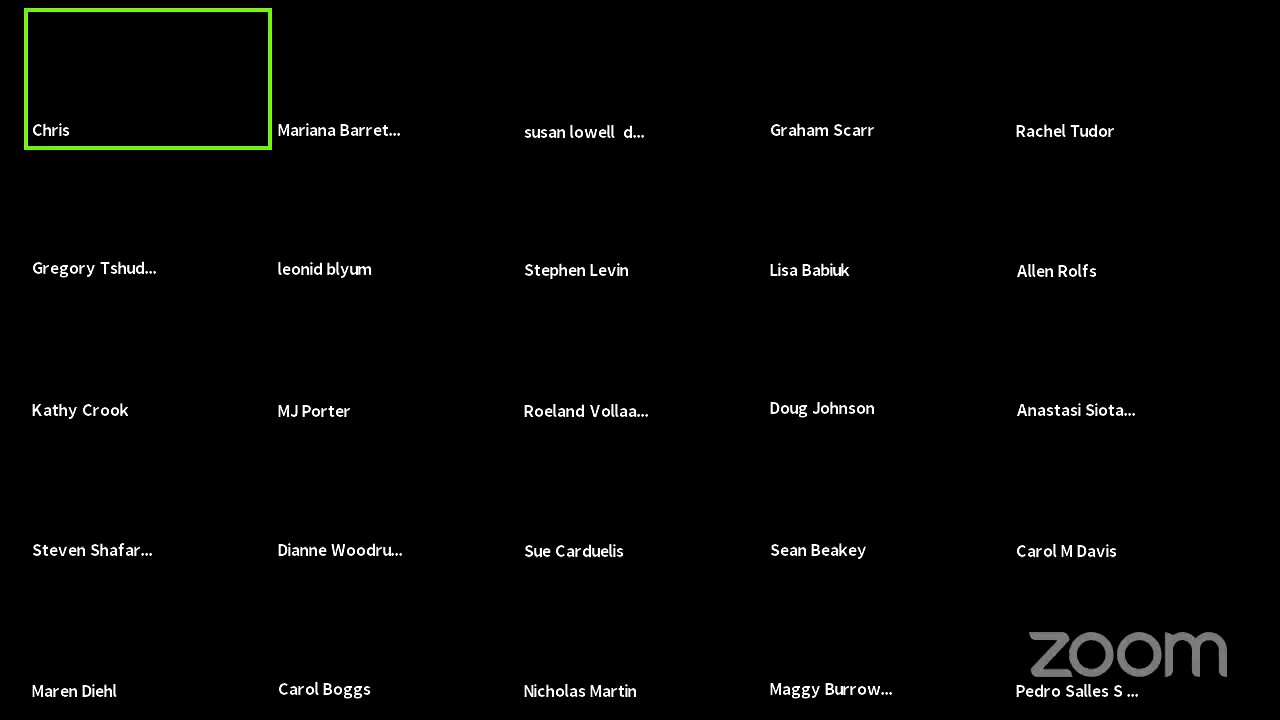 Chris
Mariana Barret...
susan lowell d...
Graham Scarr
Rachel Tudor
Gregory Tshud...
leonid blyum
Stephen Levin
Lisa Babiuk
Allen Rolfs
Kathy Crook
MJ Porter
Roeland Vollaa...
Doug Johnson
Anastasi Siota...
Steven Shafar...
Dianne Woodru...
Sue Carduelis
Sean Beakey
Carol M Davis
zoom
Maren Diehl
Carol Boggs
Nicholas Martin
Maggy Burrow...
Pedro Salles S ...